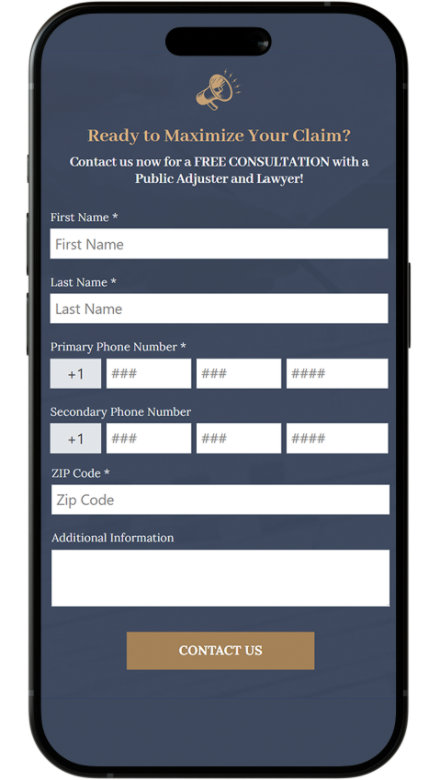 Ready to Maximize Your Claim?
Contact us now for a FREE CONSULTATION with a
Public Adjuster and Lawyer!
First Name *
First Name
Last Name *
Last Name
Primary Phone Number *
+1 ### ### ####
Secondary Phone Number
+1 ### ### ####
ZIP Code *
Zip Code
Additional Information
CONTACT US